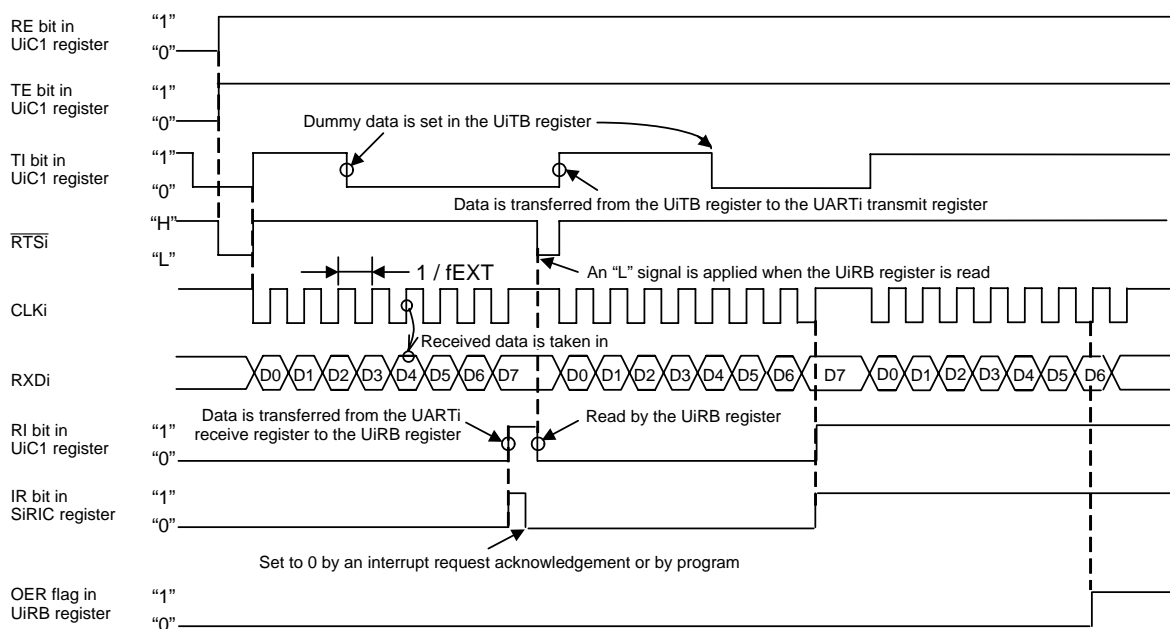 RE bit in
UiC1 register
“1”
“0”
TE bit in
UiC1 register
“1”
“0”
Dummy data is set in the UiTB register
TI bit in
UiC1 register
“1”
“0”
Data is transferred from the UiTB register to the UARTi transmit register
RTSi
“H”
“L”
1 / fEXT
An “L” signal is applied when the UiRB register is read
CLKi
Received data is taken in
RXDi
D0 D1 D2 D3 D4 D5 D6 D7 D0 D1 D2 D3 D4 D5 D6 D7 D0 D1 D2 D3 D4 D5 D6
Data is transferred from the UARTi
receive register to the UiRB register
Read by the UiRB register
RI bit in
UiC1 register
“1”
“0”
IR bit in
SiRIC register
“1”
“0”
Set to 0 by an interrupt request acknowledgement or by program
OER flag in
UiRB register
“1”
“0”